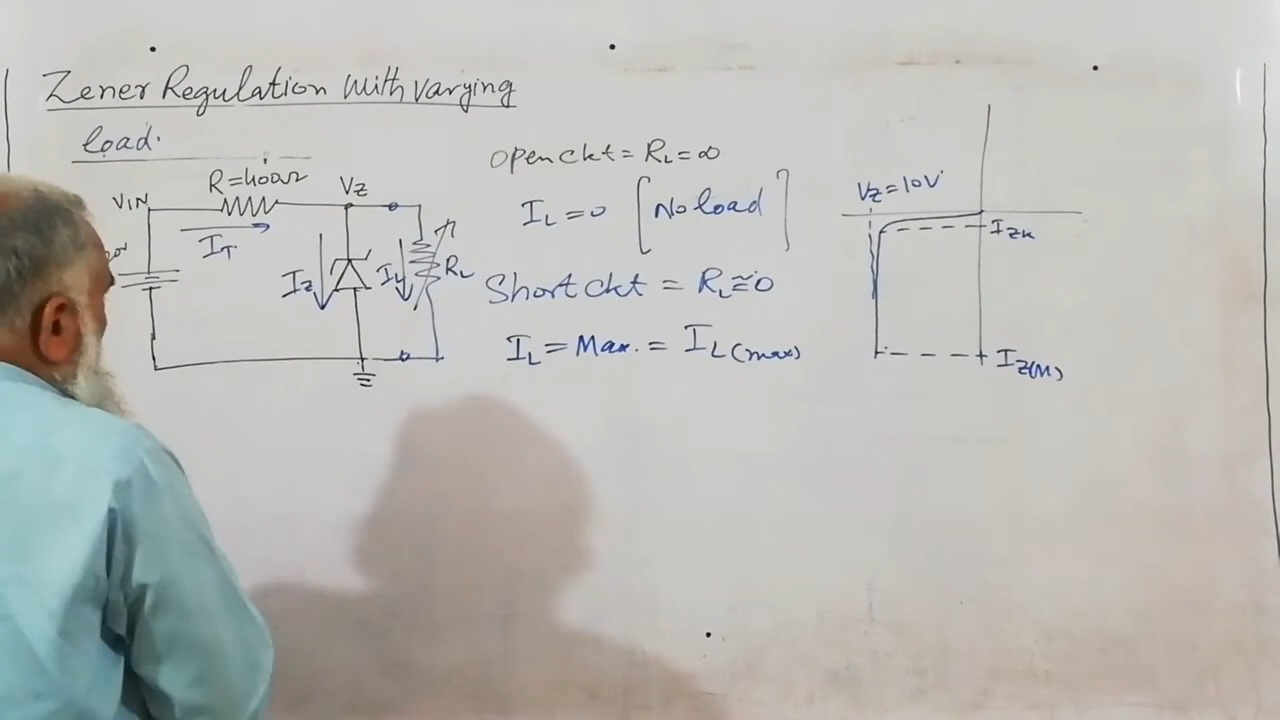 Zener Regulation With varying
load.
R=400Ω
VIN
VZ
IT
IZ
IL
RL
open ckt = RL = ∞
IL = 0 [No load]
Short ckt = RL ≅ 0
IL = Max. = IL(max)
VZ = 10V
IZK
IZ(M)